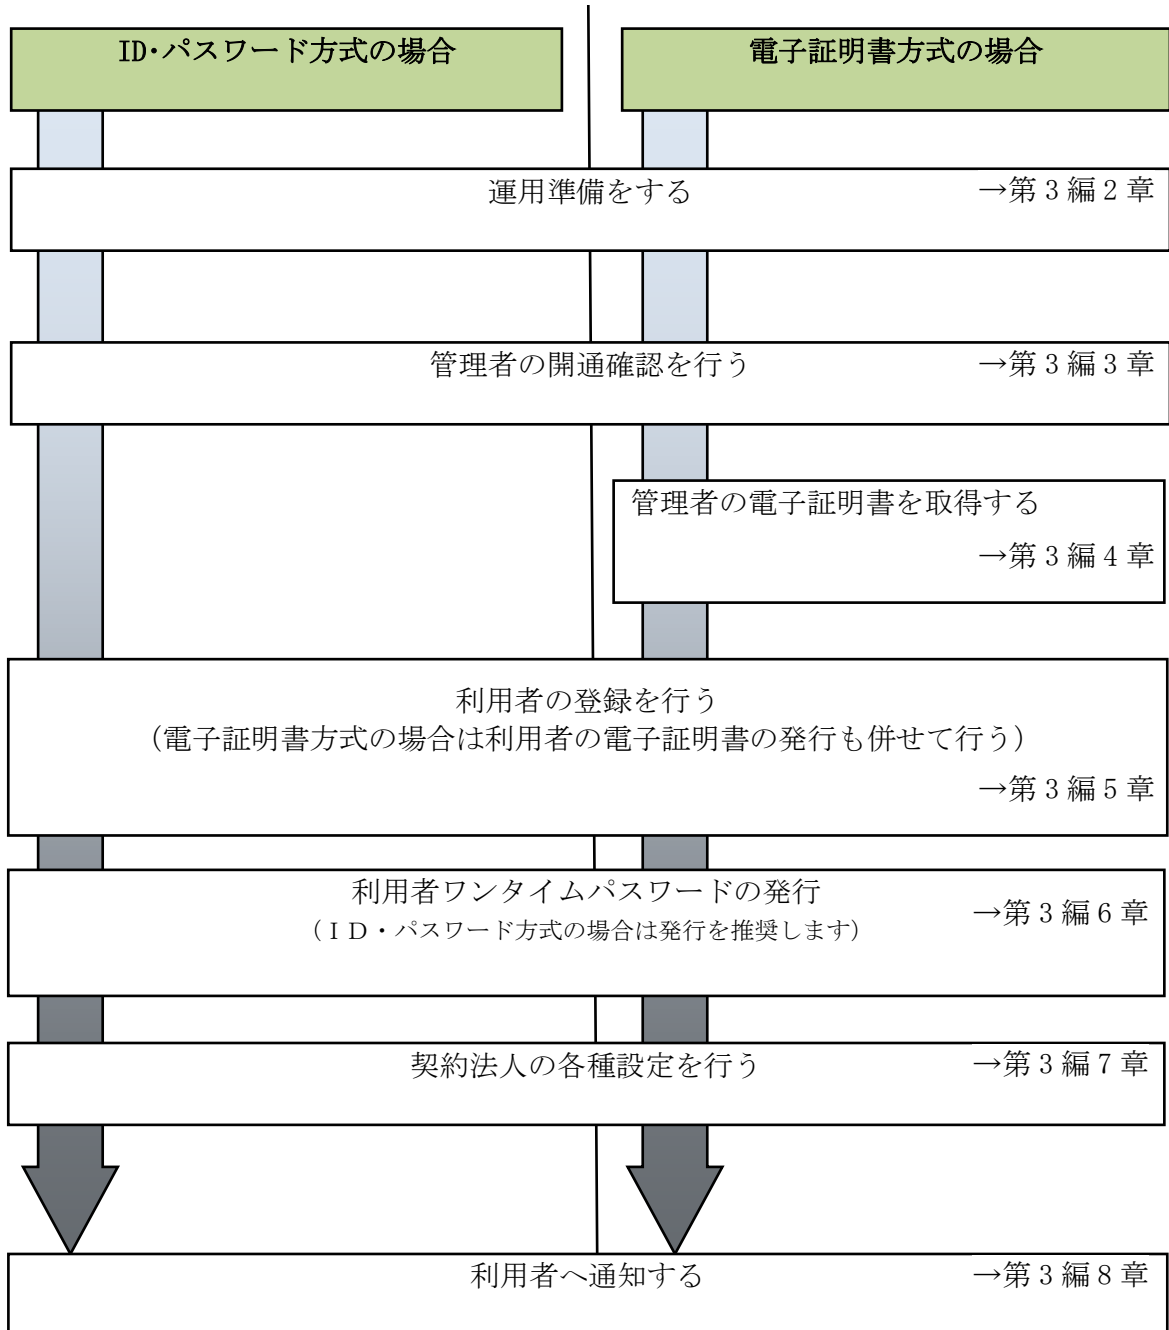 ID・パスワード方式の場合
電子証明書方式の場合
運用準備をする →第３編２章
管理者の開通確認を行う →第３編３章
管理者の電子証明書を取得する
→第３編４章
利用者の登録を行う
（電子証明書方式の場合は利用者の電子証明書の発行も併せて行う）
→第３編５章
利用者ワンタイムパスワードの発行 →第３編６章
（ＩＤ・パスワード方式の場合は発行を推奨します）
契約法人の各種設定を行う →第３編７章
利用者へ通知する →第３編８章